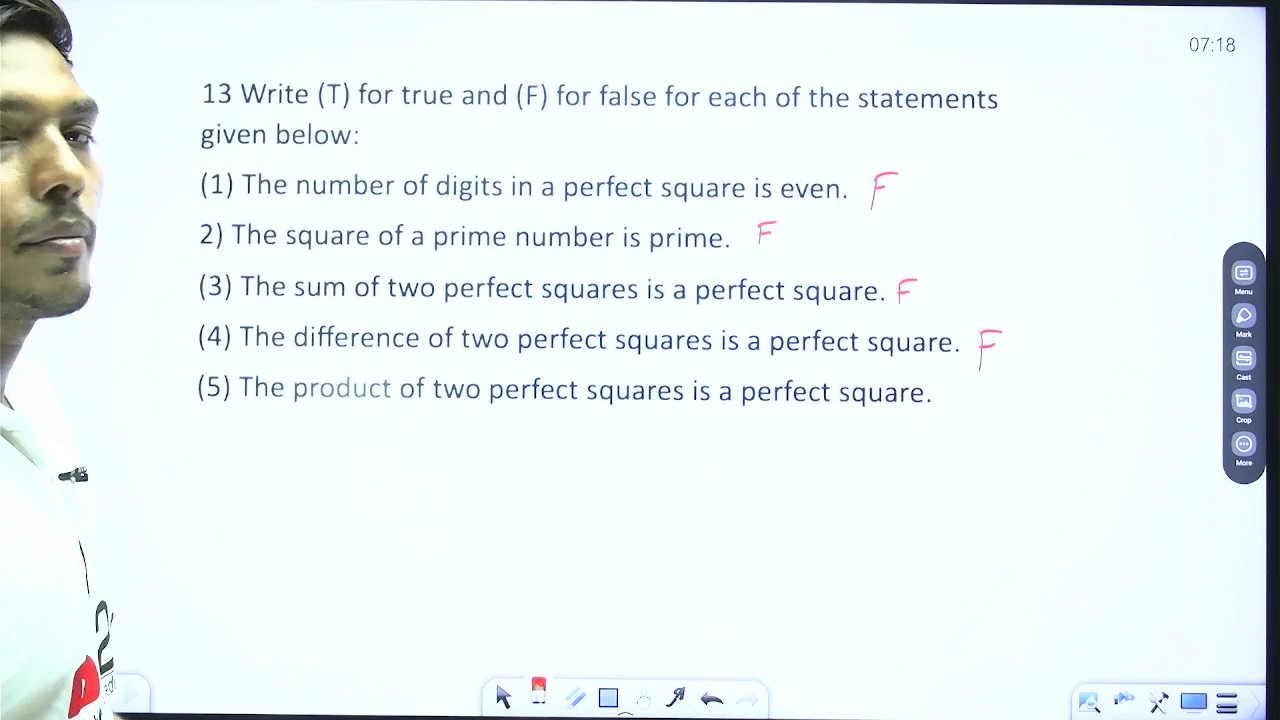 07:18
13 Write (T) for true and (F) for false for each of the statements
given below:
(1) The number of digits in a perfect square is even. F
2) The square of a prime number is prime. F
(3) The sum of two perfect squares is a perfect square. F
(4) The difference of two perfect squares is a perfect square. F
(5) The product of two perfect squares is a perfect square.
Menu
Mark
Cast
Crop
More